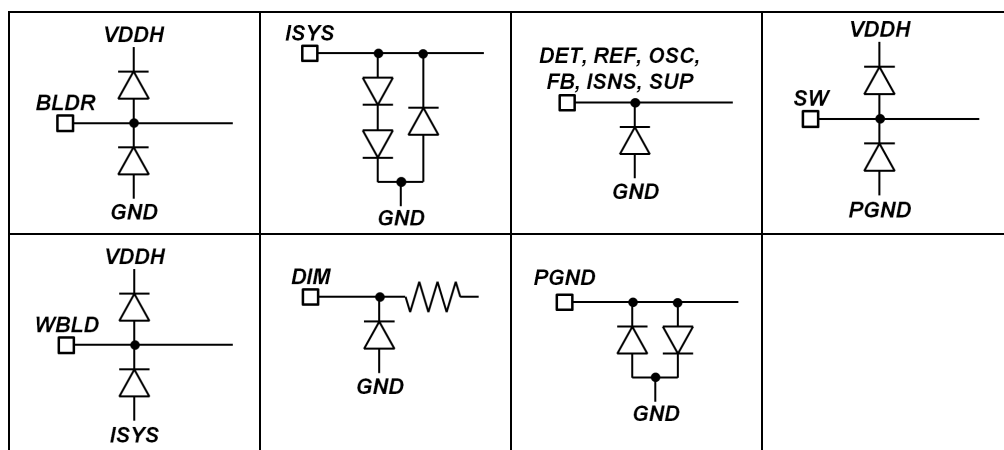 VDDH
BLDR
GND
ISYS
GND
DET, REF, OSC,
FB, ISNS, SUP
GND
VDDH
SW
PGND
VDDH
WBLD
ISYS
DIM
GND
PGND
GND